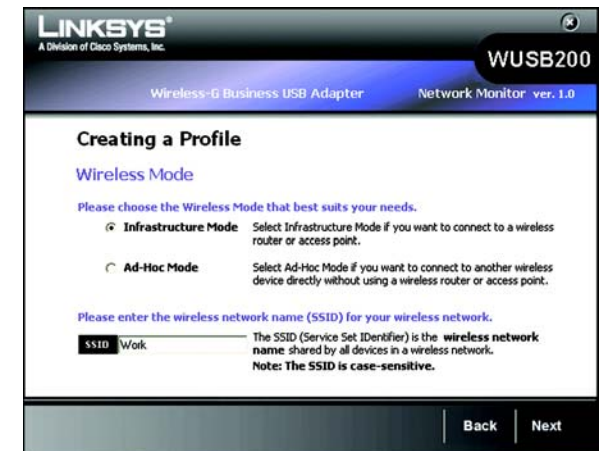 LINKSYS®
A Division of Cisco Systems, Inc.
WUSB200
Wireless-G Business USB Adapter
Network Monitor ver. 1.0
Creating a Profile
Wireless Mode
Please choose the Wireless Mode that best suits your needs.
Infrastructure Mode
Select Infrastructure Mode if you want to connect to a wireless
router or access point.
Ad-Hoc Mode
Select Ad-Hoc Mode if you want to connect to another wireless
device directly without using a wireless router or access point.
Please enter the wireless network name (SSID) for your wireless network.
SSID Work
The SSID (Service Set IDentifier) is the wireless network
name shared by all devices in a wireless network.
Note: The SSID is case-sensitive.
Back Next